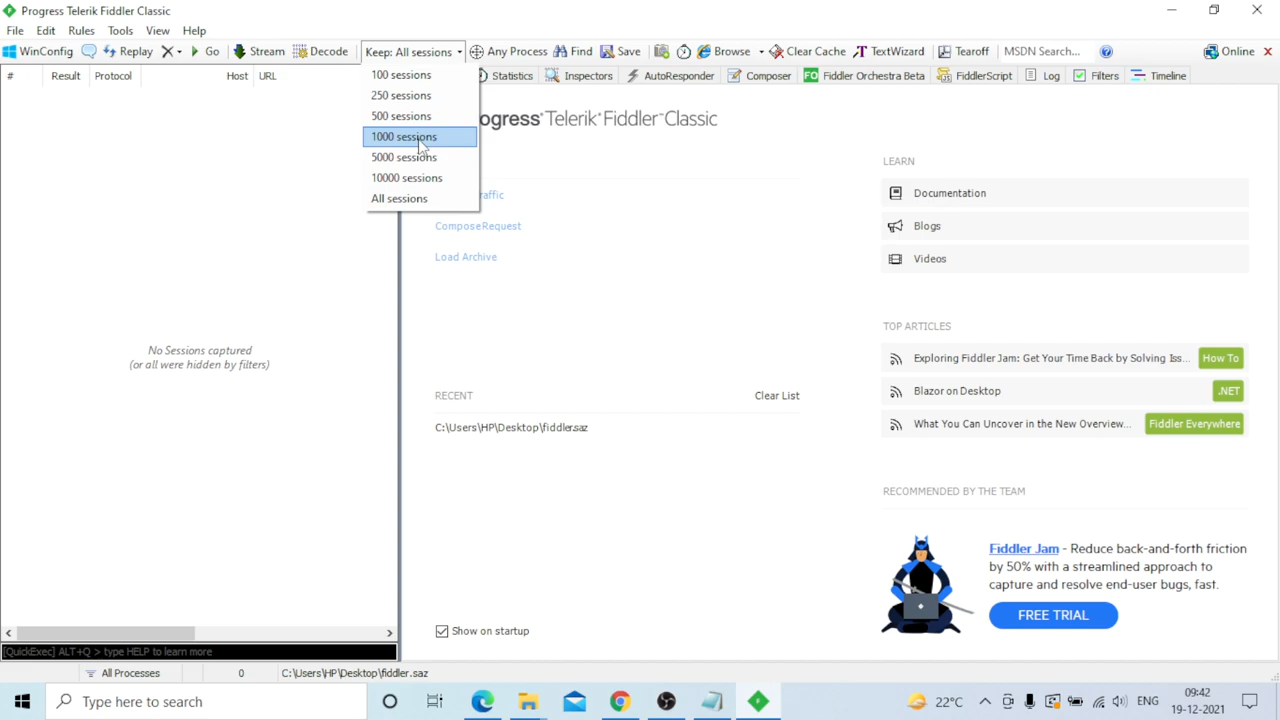 Progress Telerik Fiddler Classic
File Edit Rules Tools View Help
WinConfig Replay Go Stream Decode Keep: All sessions Any Process Find Save Browse Clear Cache TextWizard Tearoff MSDN Search... Online
# Result Protocol Host URL
100 sessions
250 sessions
500 sessions
1000 sessions
5000 sessions
10000 sessions
All sessions
Statistics Inspectors AutoResponder Composer FO Fiddler Orchestra Beta FiddlerScript Log Filters Timeline
ogress Telerik Fiddler Classic
raffic
Compose Request
Load Archive
No Sessions captured
(or all were hidden by filters)
RECENT Clear List
C:\Users\HP\Desktop\fiddler.saz
Show on startup
LEARN
Documentation
Blogs
Videos
TOP ARTICLES
Exploring Fiddler Jam: Get Your Time Back by Solving Iss... How To
Blazor on Desktop .NET
What You Can Uncover in the New Overview... Fiddler Everywhere
RECOMMENDED BY THE TEAM
Fiddler Jam - Reduce back-and-forth friction
by 50% with a streamlined approach to
capture and resolve end-user bugs, fast.
FREE TRIAL
[QuickExec] ALT+Q > type HELP to learn more
All Processes 0 C:\Users\HP\Desktop\fiddler.saz
Type here to search
22°C ENG 09:42
19-12-2021